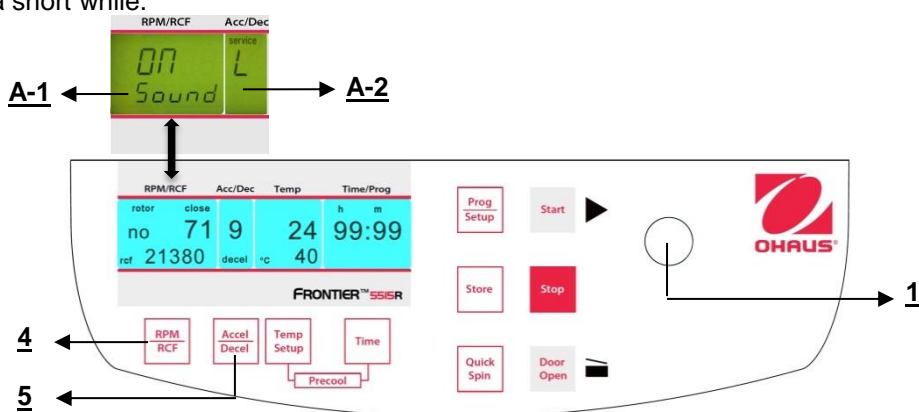 a short while.
RPM/RCF Acc/Dec
service
ON L
Sound
A-1 A-2
RPM/RCF Acc/Dec Temp Time/Prog
rotor close h m
no 71 9 24 99:99
rcf 21380 decel °C 40
FRONTIER™ 5515R
Prog
Setup
Start
OHAUS®
Store
Stop
1
4
RPM
RCF
Accel
Decel
Temp
Setup
Time
Precool
Quick
Spin
Door
Open
5